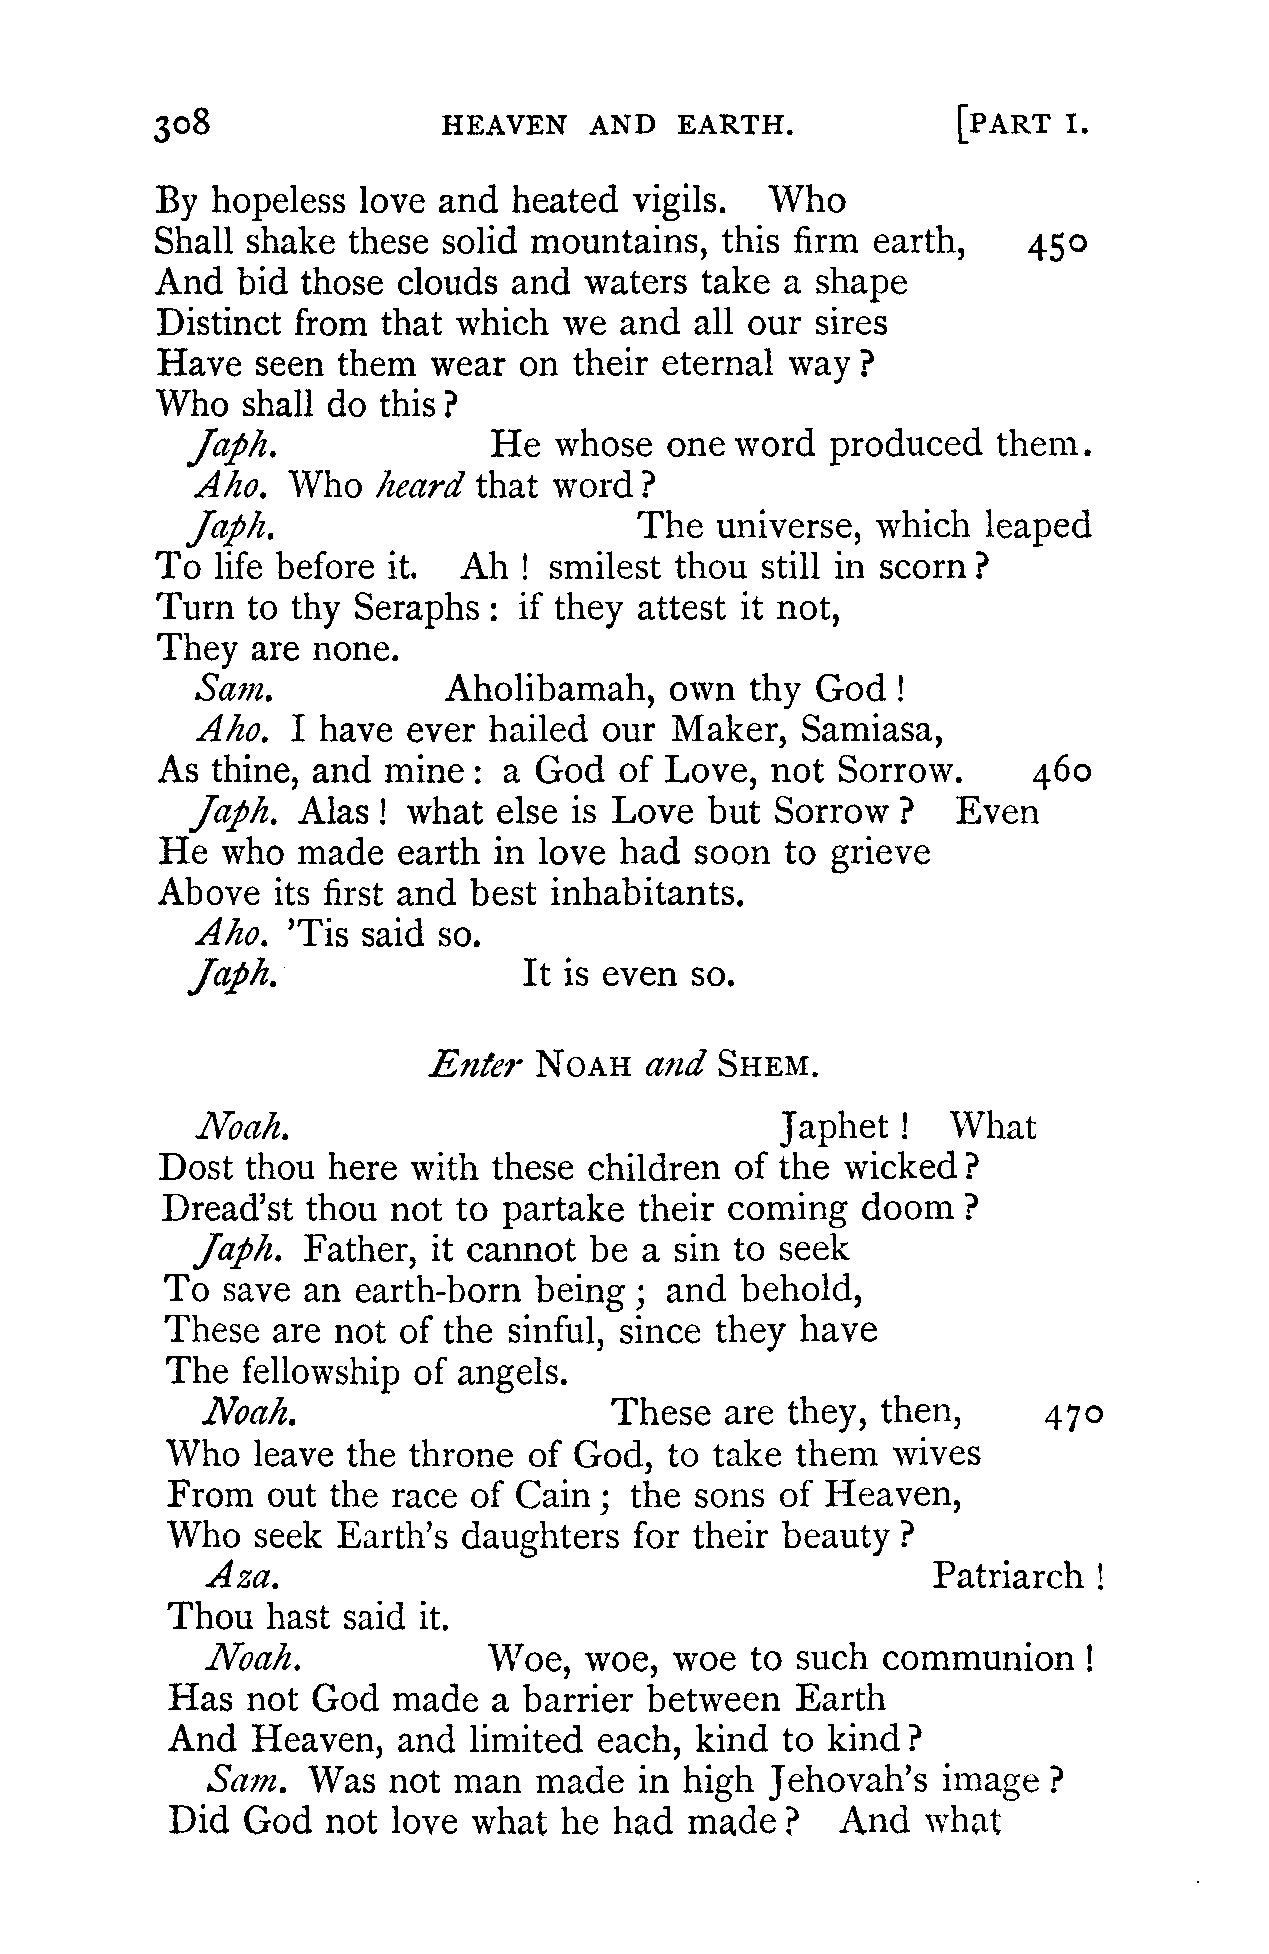 308 HEAVEN AND EARTH. [PART I.
By hopeless love and heated vigils. Who
Shall shake these solid mountains, this firm earth, 450
And bid those clouds and waters take a shape
Distinct from that which we and all our sires
Have seen them wear on their eternal way?
Who shall do this?
Japh. He whose one word produced them.
Aho. Who heard that word?
Japh. The universe, which leaped
To life before it. Ah! smilest thou still in scorn?
Turn to thy Seraphs: if they attest it not,
They are none.
Sam. Aholibamah, own thy God!
Aho. I have ever hailed our Maker, Samiasa,
As thine, and mine: a God of Love, not Sorrow. 460
Japh. Alas! what else is Love but Sorrow? Even
He who made earth in love had soon to grieve
Above its first and best inhabitants.
Aho. 'Tis said so.
Japh. It is even so.
Enter NOAH and SHEM.
Noah. Japhet! What
Dost thou here with these children of the wicked?
Dread'st thou not to partake their coming doom?
Japh. Father, it cannot be a sin to seek
To save an earth-born being; and behold,
These are not of the sinful, since they have
The fellowship of angels.
Noah. These are they, then, 470
Who leave the throne of God, to take them wives
From out the race of Cain; the sons of Heaven,
Who seek Earth's daughters for their beauty?
Aza. Patriarch!
Thou hast said it.
Noah. Woe, woe, woe to such communion!
Has not God made a barrier between Earth
And Heaven, and limited each, kind to kind?
Sam. Was not man made in high Jehovah's image?
Did God not love what he had made? And what